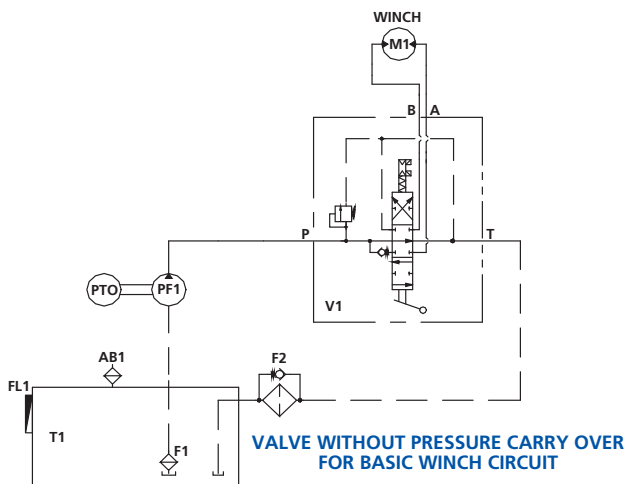 WINCH
M1
B A
P
T
PTO
PF1
V1
AB1
F2
FL1
T1
F1
VALVE WITHOUT PRESSURE CARRY OVER
FOR BASIC WINCH CIRCUIT